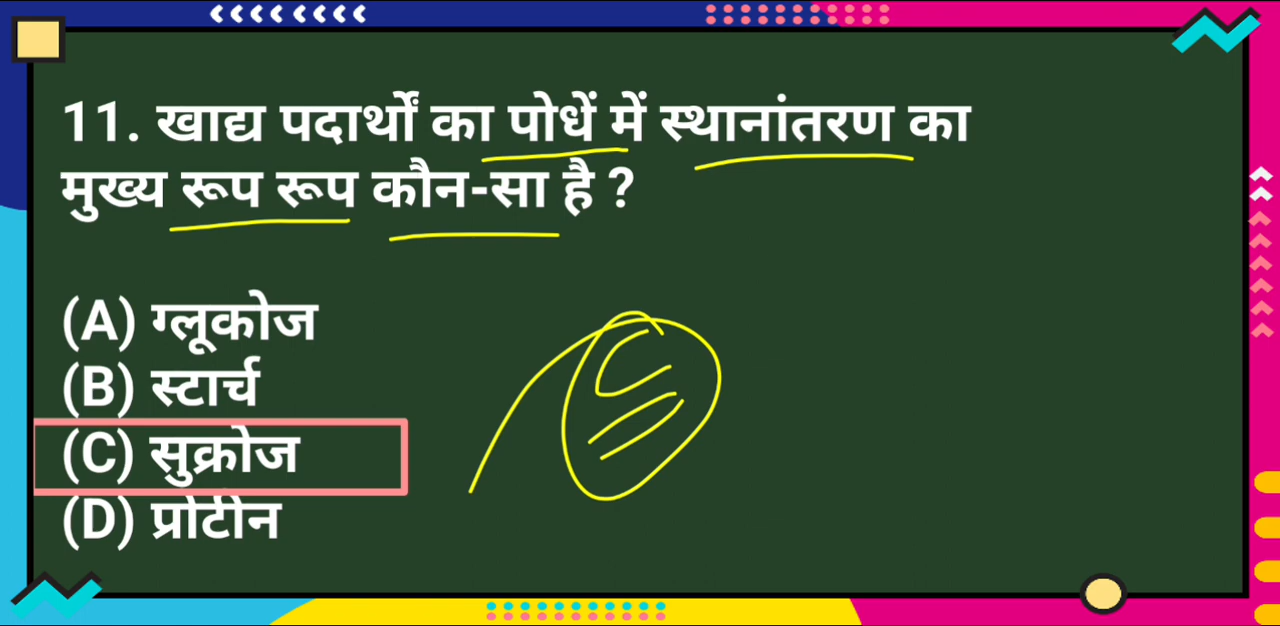 11. खाद्य पदार्थों का पोधें में स्थानांतरण का
मुख्य रूप रूप कौन-सा है ?
(A) ग्लूकोज
(B) स्टार्च
(C) सुक्रोज
(D) प्रोटीन